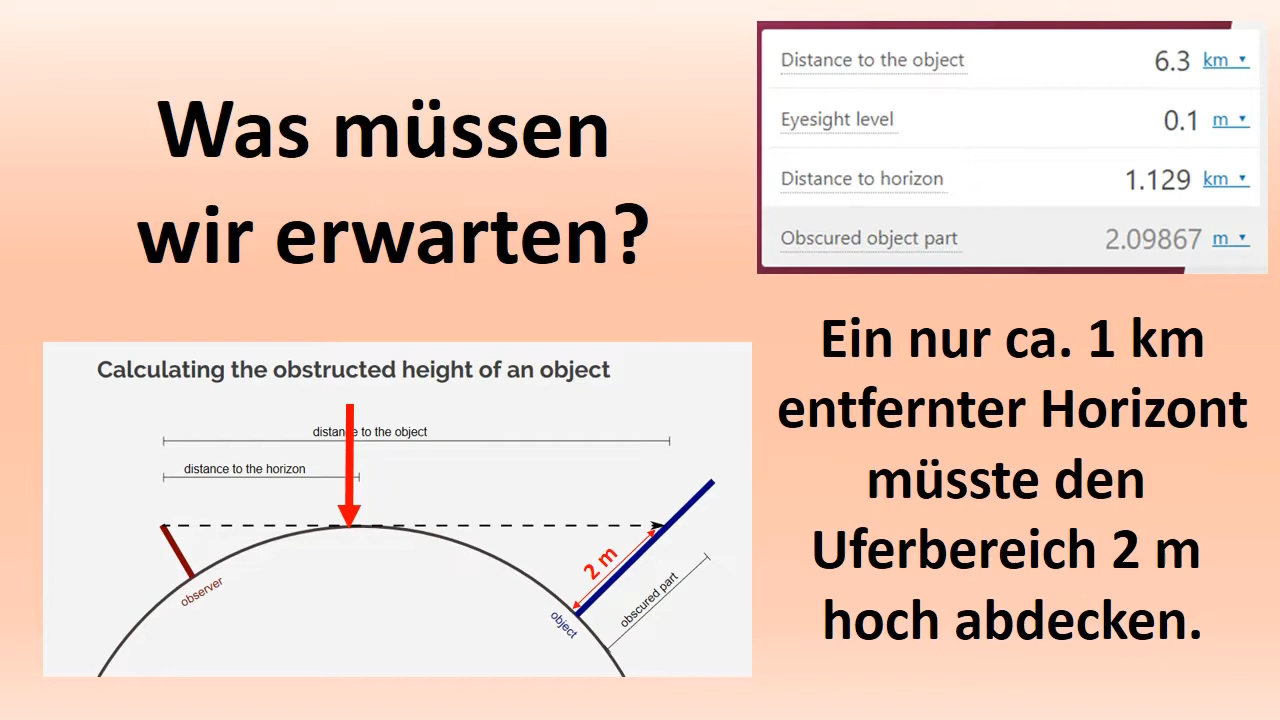 Was müssen
wir erwarten?
Distance to the object 6.3 km
Eyesight level 0.1 m
Distance to horizon 1.129 km
Obscured object part 2.09867 m
Calculating the obstructed height of an object
distance to the object
distance to the horizon
observer
2 m
object
obscured part
Ein nur ca. 1 km
entfernter Horizont
müsste den
Uferbereich 2 m
hoch abdecken.